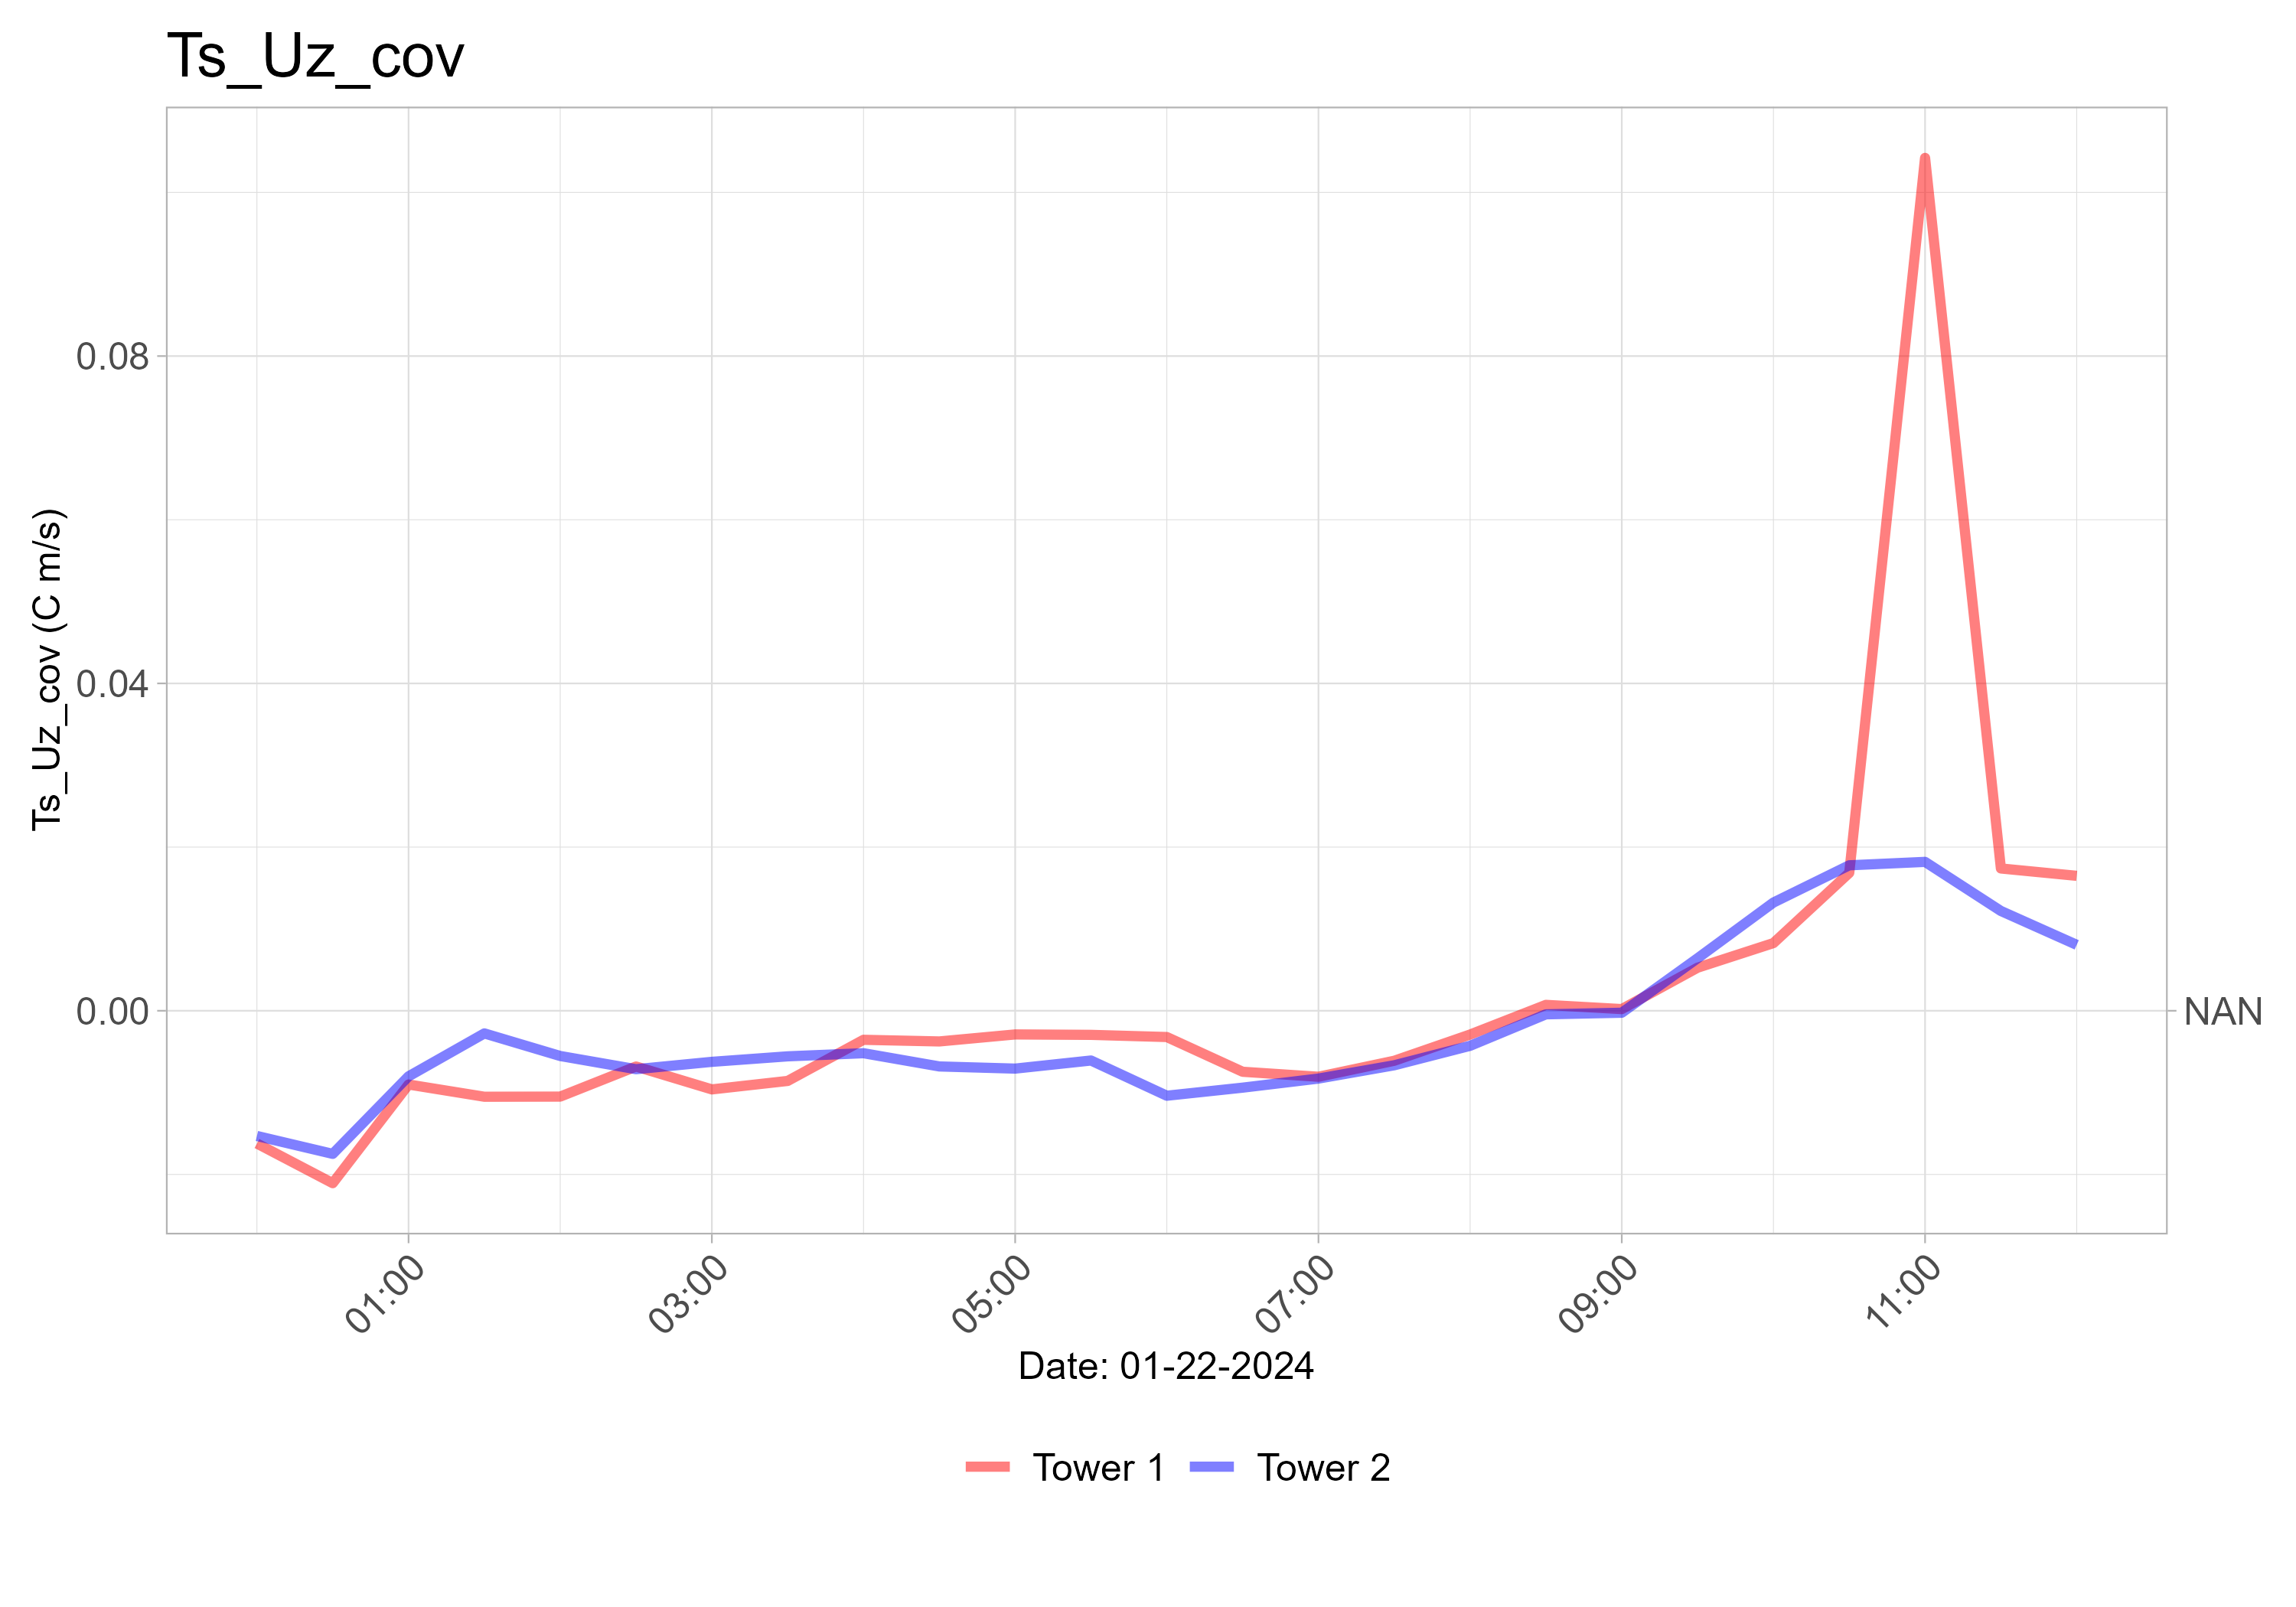 Ts_Uz_cov
Ts_Uz_cov (C m/s)
0.08
0.04
0.00
NAN
01:00
03:00
05:00
07:00
09:00
11:00
Date: 01-22-2024
Tower 1
Tower 2